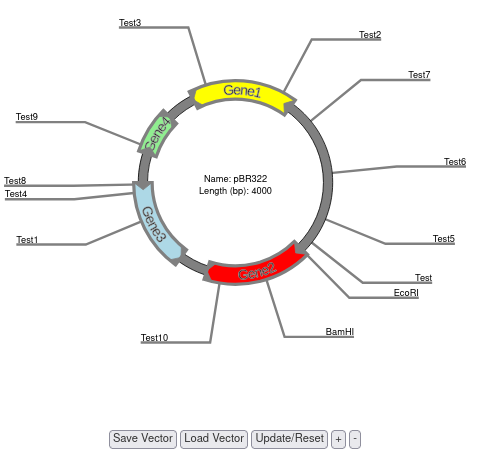 Test3
Test2
Gene1
Test7
Test9
Gene4
Test6
Name: pBR322
Length (bp): 4000
Test8
Test4
Gene3
Test1
Test5
Gene2
Test
EcoRI
BamHI
Test10
Save Vector Load Vector Update/Reset + -